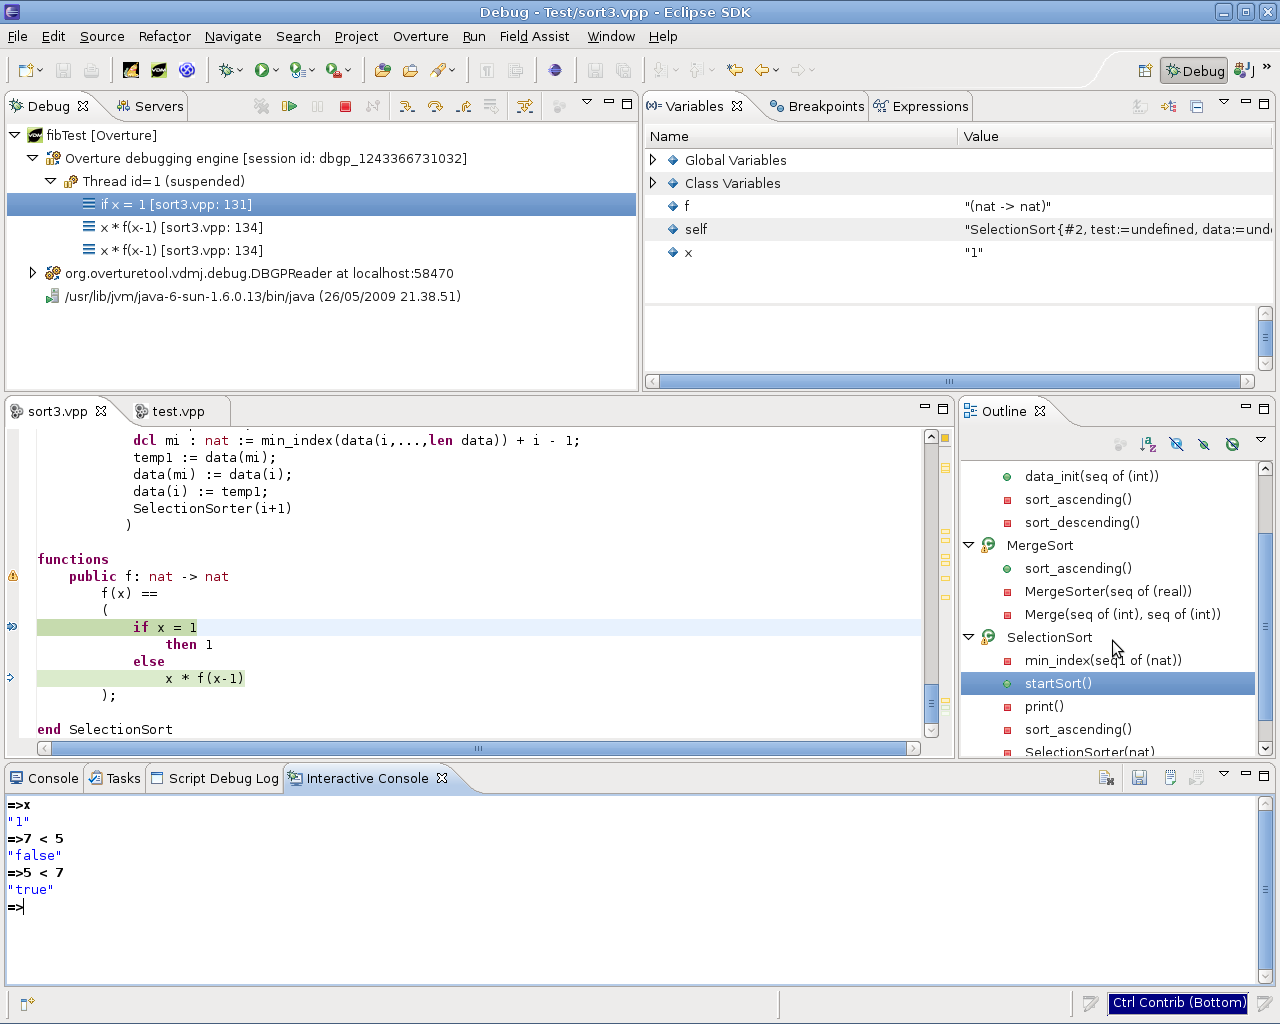 Debug - Test/sort3.vpp - Eclipse SDK
File Edit Source Refactor Navigate Search Project Overture Run Field Assist Window Help
Debug
Debug Servers
fibTest [Overture]
Overture debugging engine [session id: dbgp_1243366731032]
Thread id=1 (suspended)
if x = 1 [sort3.vpp: 131]
x * f(x-1) [sort3.vpp: 134]
x * f(x-1) [sort3.vpp: 134]
org.overturetool.vdmj.debug.DBGPReader at localhost:58470
/usr/lib/jvm/java-6-sun-1.6.0.13/bin/java (26/05/2009 21.38.51)
(x)= Variables Breakpoints Expressions
Name Value
Global Variables
Class Variables
f "(nat -> nat)"
self "SelectionSort{#2, test:=undefined, data:=unde
x "1"
sort3.vpp test.vpp
dcl mi : nat := min_index(data(i,...,len data)) + i - 1;
temp1 := data(mi);
data(mi) := data(i);
data(i) := temp1;
SelectionSorter(i+1)
)
functions
public f: nat -> nat
f(x) ==
(
if x = 1
then 1
else
x * f(x-1)
);
end SelectionSort
Outline
data_init(seq of (int))
sort_ascending()
sort_descending()
MergeSort
sort_ascending()
MergeSorter(seq of (real))
Merge(seq of (int), seq of (int))
SelectionSort
min_index(seq1 of (nat))
startSort()
print()
sort_ascending()
SelectionSorter(nat)
Console Tasks Script Debug Log Interactive Console
=>x
"1"
=>7 < 5
"false"
=>5 < 7
"true"
=>
Ctrl Contrib (Bottom)